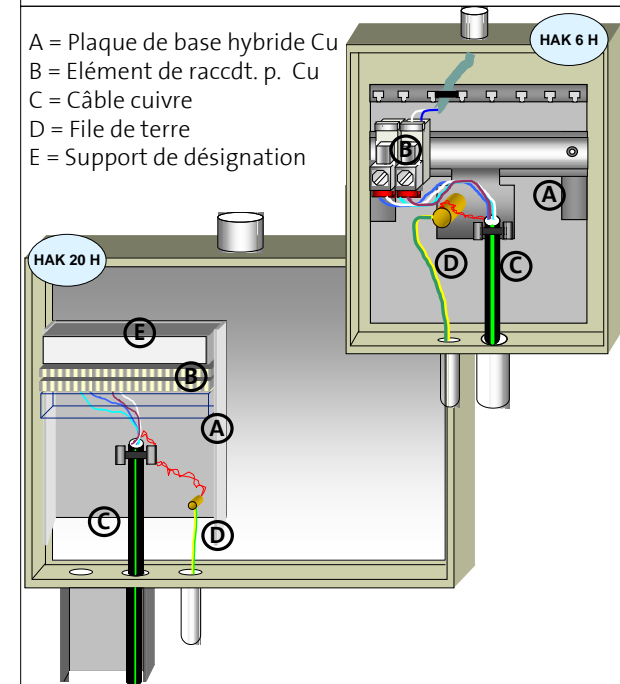 A = Plaque de base hybride Cu
B = Elément de raccdt. p. Cu
C = Câble cuivre
D = File de terre
E = Support de désignation
HAK 6 H
B
A
D
C
HAK 20 H
E
B
A
C
D